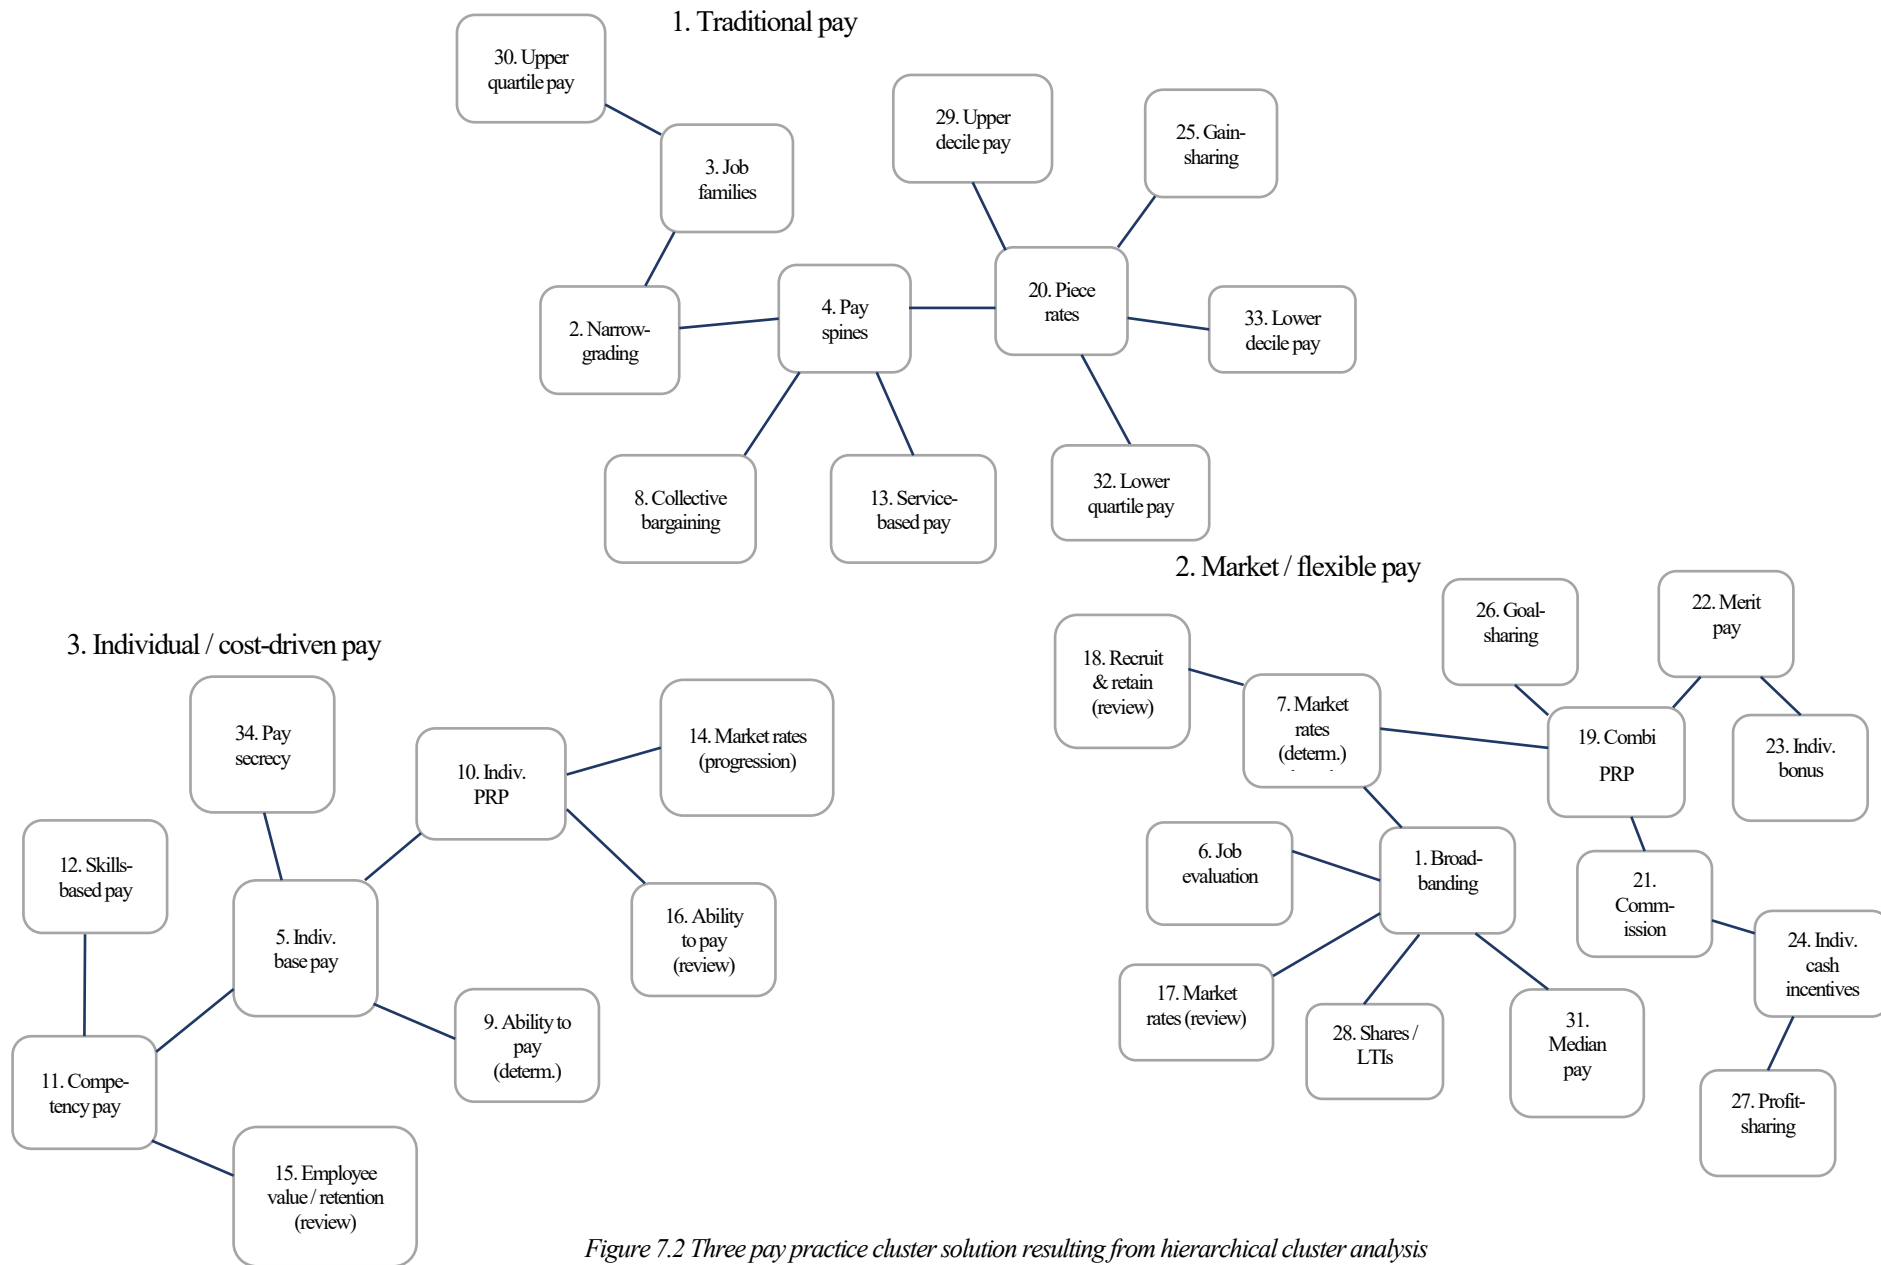 1. Traditional pay
30. Upper
quartile pay
3. Job
families
29. Upper
decile pay
25. Gain-
sharing
2. Narrow-
grading
4. Pay
spines
20. Piece
rates
33. Lower
decile pay
8. Collective
bargaining
13. Service-
based pay
32. Lower
quartile pay
2. Market / flexible pay
18. Recruit
& retain
(review)
7. Market
rates
(determ.)
26. Goal-
sharing
22. Merit
pay
19. Combi
PRP
23. Indiv.
bonus
6. Job
evaluation
1. Broad-
banding
21.
Comm-
ission
24. Indiv.
cash
incentives
17. Market
rates (review)
28. Shares /
LTIs
31.
Median
pay
27. Profit-
sharing
3. Individual / cost-driven pay
34. Pay
secrecy
10. Indiv.
PRP
14. Market rates
(progression)
12. Skills-
based pay
5. Indiv.
base pay
16. Ability
to pay
(review)
9. Ability to
pay
(determ.)
11. Compe-
tency pay
15. Employee
value / retention
(review)
Figure 7.2 Three pay practice cluster solution resulting from hierarchical cluster analysis